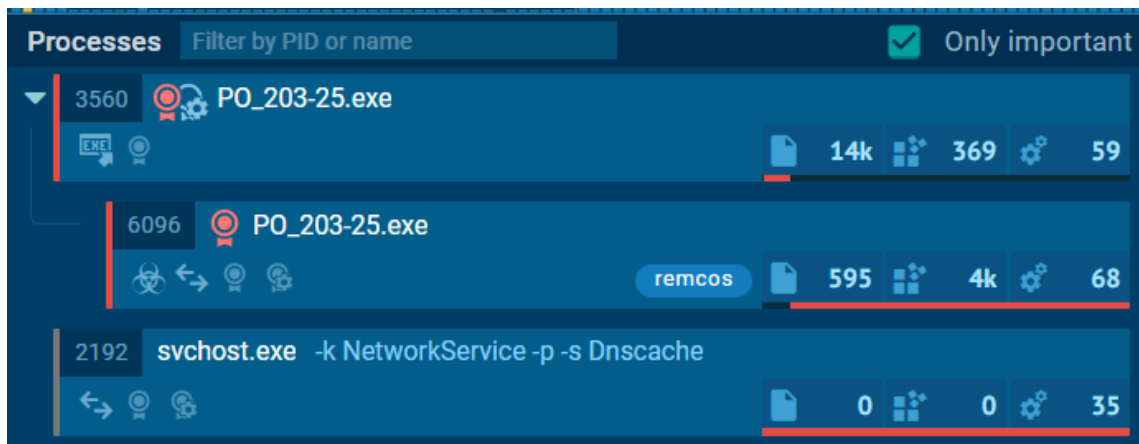 Processes Filter by PID or name Only important
3560 PO_203-25.exe
EXE 14k 369 59
6096 PO_203-25.exe
remcos 595 4k 68
2192 svchost.exe -k NetworkService -p -s Dnscache
0 0 35